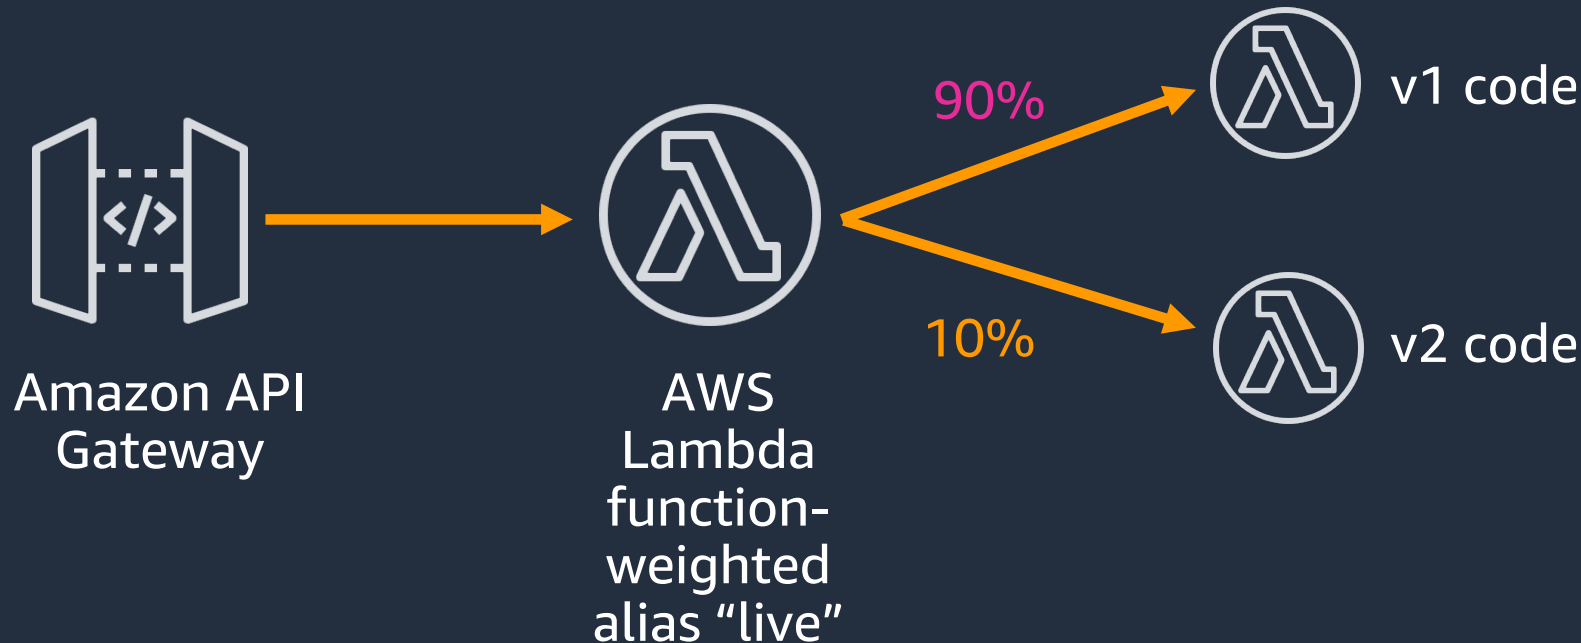 Amazon API
Gateway
AWS
Lambda
function-
weighted
alias “live”
90%
10%
v1 code
v2 code